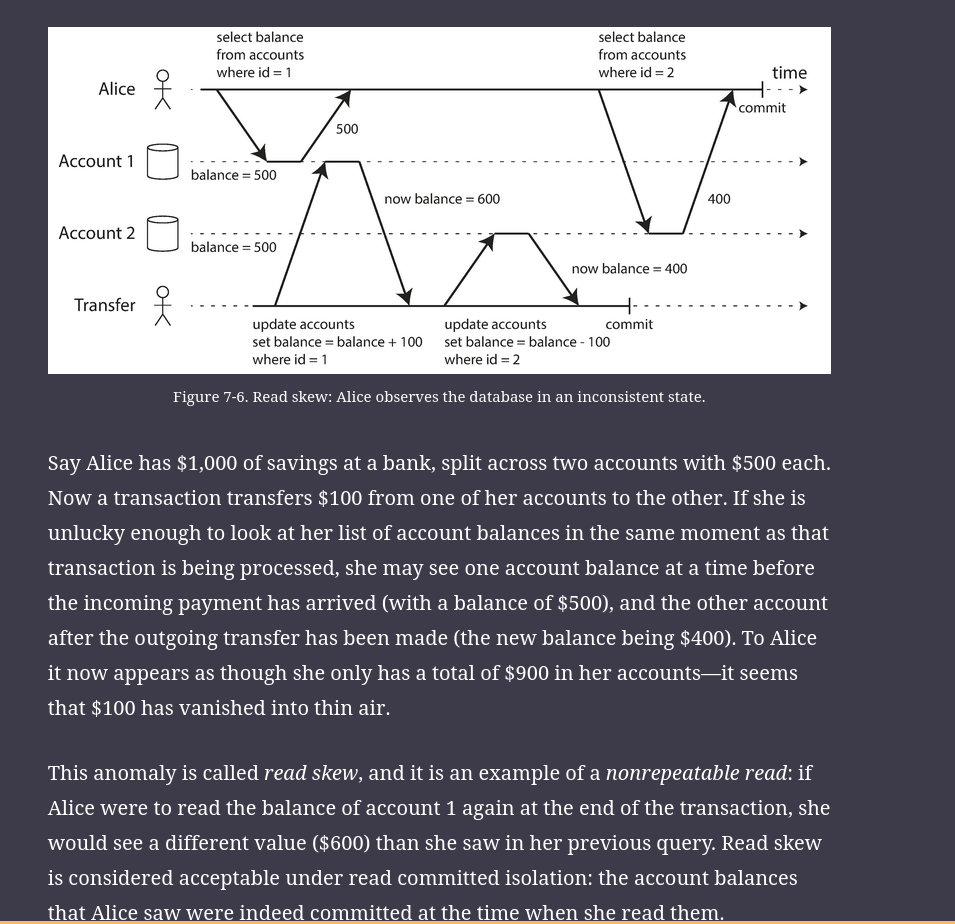 select balance
from accounts
where id = 1
select balance
from accounts
where id = 2
time
Alice
commit
500
Account 1
balance = 500
now balance = 600
400
Account 2
balance = 500
now balance = 400
Transfer
update accounts
set balance = balance + 100
where id = 1
update accounts
set balance = balance - 100
where id = 2
commit
Figure 7-6. Read skew: Alice observes the database in an inconsistent state.
Say Alice has $1,000 of savings at a bank, split across two accounts with $500 each.
Now a transaction transfers $100 from one of her accounts to the other. If she is
unlucky enough to look at her list of account balances in the same moment as that
transaction is being processed, she may see one account balance at a time before
the incoming payment has arrived (with a balance of $500), and the other account
after the outgoing transfer has been made (the new balance being $400). To Alice
it now appears as though she only has a total of $900 in her accounts—it seems
that $100 has vanished into thin air.
This anomaly is called read skew, and it is an example of a nonrepeatable read: if
Alice were to read the balance of account 1 again at the end of the transaction, she
would see a different value ($600) than she saw in her previous query. Read skew
is considered acceptable under read committed isolation: the account balances
that Alice saw were indeed committed at the time when she read them.